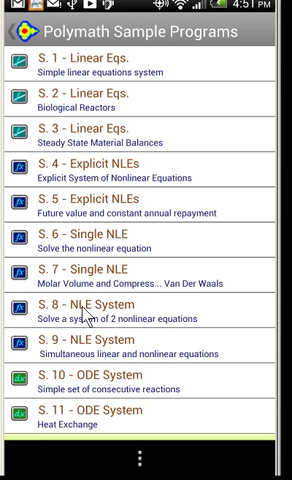 4:51 PM
Polymath Sample Programs
S. 1 - Linear Eqs.
Simple linear equations system
S. 2 - Linear Eqs.
Biological Reactors
S. 3 - Linear Eqs.
Steady State Material Balances
S. 4 - Explicit NLEs
Explicit System of Nonlinear Equations
S. 5 - Explicit NLEs
Future value and constant annual repayment
S. 6 - Single NLE
Solve the nonlinear equation
S. 7 - Single NLE
Molar Volume and Compress... Van Der Waals
S. 8 - NLE System
Solve a system of 2 nonlinear equations
S. 9 - NLE System
Simultaneous linear and nonlinear equations
S. 10 - ODE System
Simple set of consecutive reactions
S. 11 - ODE System
Heat Exchange